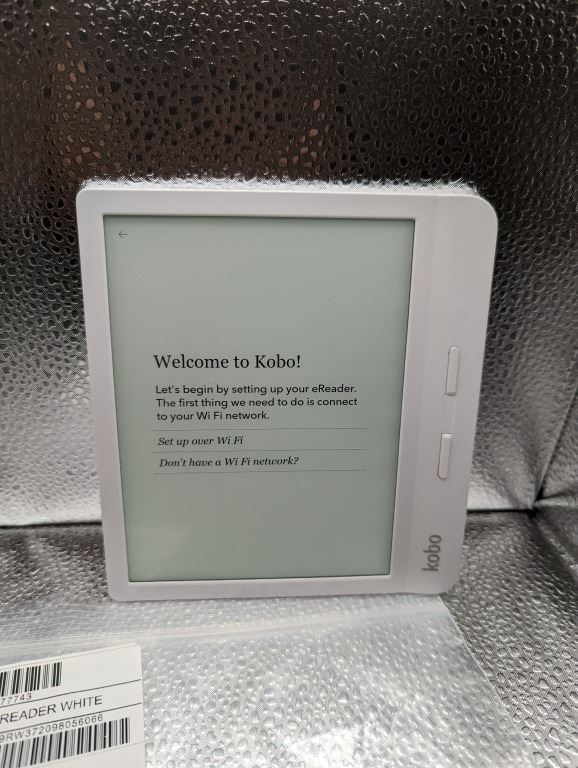 ←
Welcome to Kobo!
Let's begin by setting up your eReader.
The first thing we need to do is connect
to your Wi Fi network.
Set up over Wi Fi
Don't have a Wi Fi network?
kobo
77743
READER WHITE
9RW372098056066